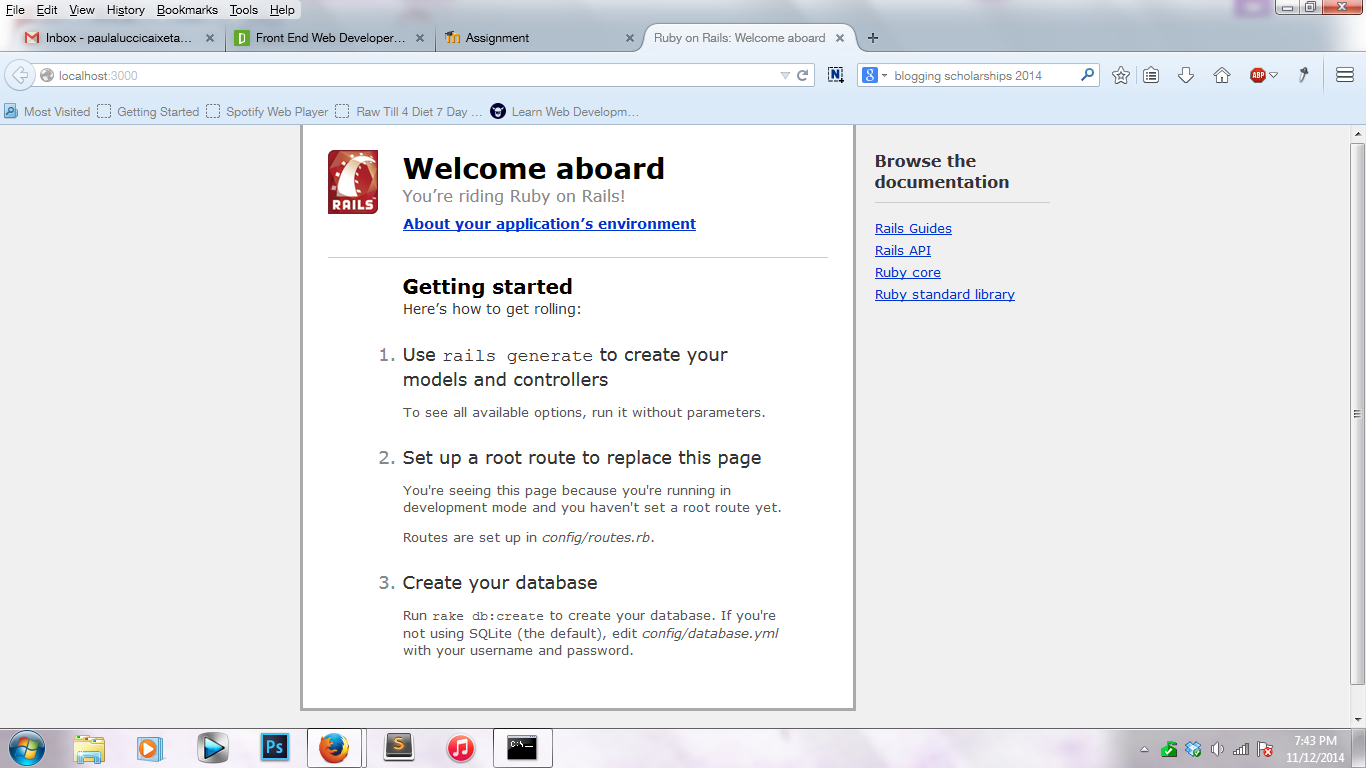 File Edit View History Bookmarks Tools Help
Inbox - paulaluccicaixeta... Front End Web Developer... Assignment Ruby on Rails: Welcome aboard
localhost:3000 blogging scholarships 2014
Most Visited Getting Started Spotify Web Player Raw Till 4 Diet 7 Day ... Learn Web Developm...
RAILS
Welcome aboard
You’re riding Ruby on Rails!
About your application’s environment
Getting started
Here’s how to get rolling:
1. Use rails generate to create your
models and controllers
To see all available options, run it without parameters.
2. Set up a root route to replace this page
You're seeing this page because you're running in
development mode and you haven't set a root route yet.
Routes are set up in config/routes.rb.
3. Create your database
Run rake db:create to create your database. If you're
not using SQLite (the default), edit config/database.yml
with your username and password.
Browse the
documentation
Rails Guides
Rails API
Ruby core
Ruby standard library
Ps
7:43 PM
11/12/2014